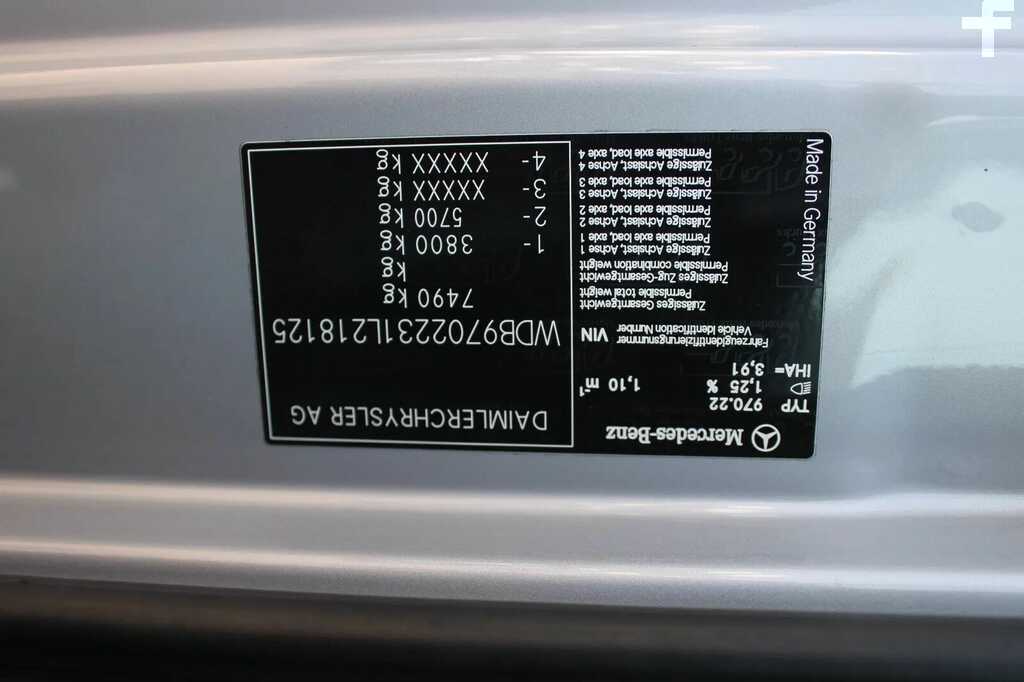 Mercedes-Benz
DAIMLERCHRYSLER AG
TYP 970.22
1,25 % 1,10 m⁻¹
IHA= 3,91
Fahrzeugidentifizierungsnummer
Vehicle Identification Number
VIN
WDB9702231L218125
Zulässiges Gesamtgewicht
Permissible total weight
7490 kg
Zulässiges Zug-Gesamtgewicht
Permissible combination weight
kg
Zulässige Achslast, Achse 1
Permissible axle load, axle 1
1- 3800 kg
Zulässige Achslast, Achse 2
Permissible axle load, axle 2
2- 5700 kg
Zulässige Achslast, Achse 3
Permissible axle load, axle 3
3- XXXXX kg
Zulässige Achslast, Achse 4
Permissible axle load, axle 4
4- XXXXX kg
Made in Germany
f